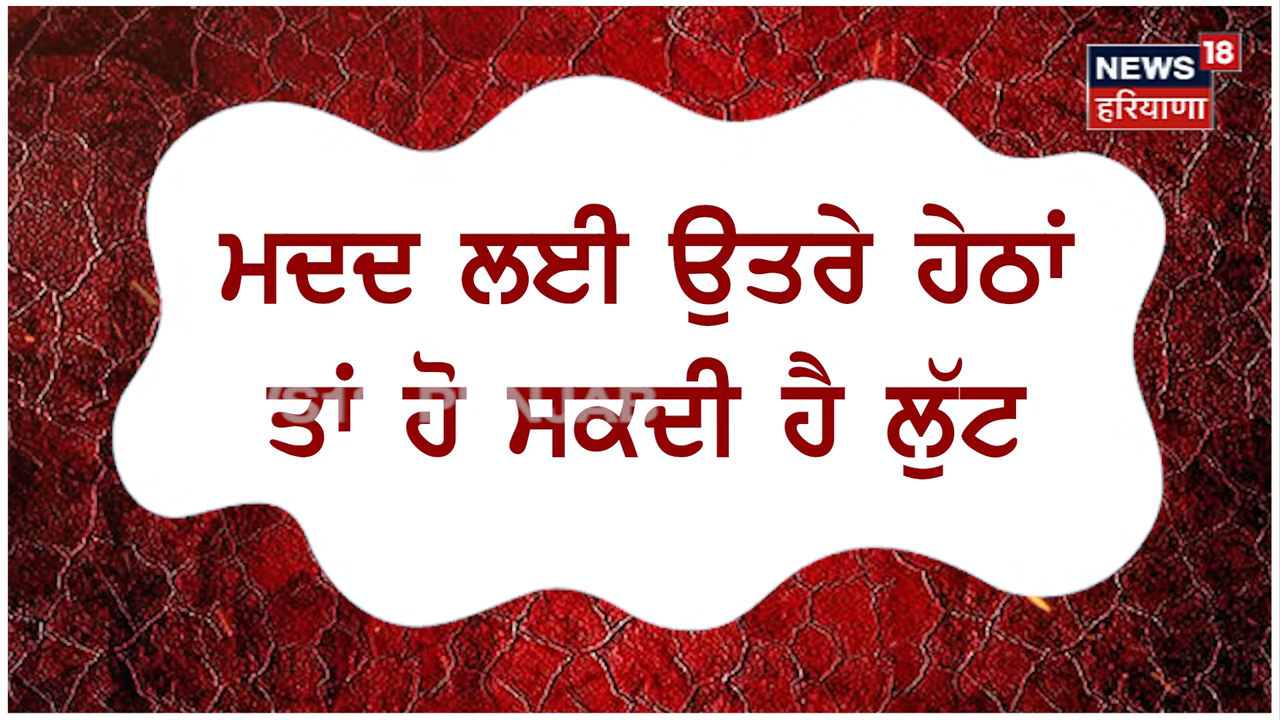 NEWS 18
हरियाणा
ਮਦਦ ਲਈ ਉਤਰੇ ਹੇਠਾਂ
ਤਾਂ ਹੋ ਸਕਦੀ ਹੈ ਲੁੱਟ